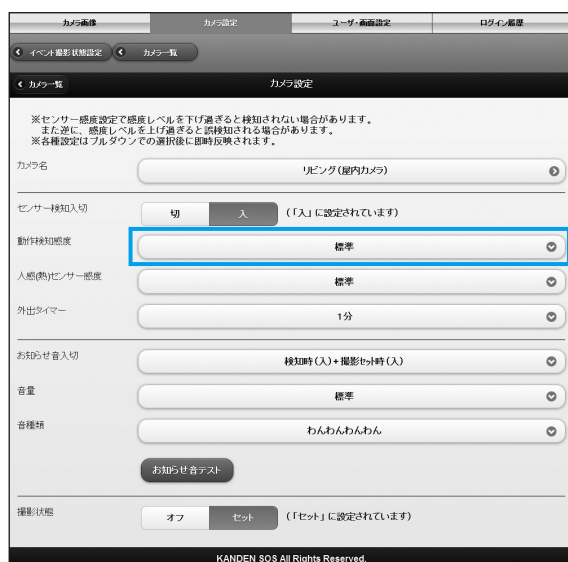 カメラ画像 カメラ設定 ユーザ・画面設定 ログイン履歴
イベント撮影状態設定 カメラ一覧
カメラ一覧 カメラ設定
※センサー感度設定で感度レベルを下げ過ぎると検知されない場合があります。
また逆に、感度レベルを上げ過ぎると誤検知される場合があります。
※各種設定はプルダウンでの選択後に即時反映されます。
カメラ名 リビング(屋内カメラ)
センサー検知入切 切 入 (「入」に設定されています)
動作検知感度 標準
人感(熱)センサー感度 標準
外出タイマー 1分
お知らせ音入切 検知時(入)+撮影セット時(入)
音量 標準
音種類 わんわんわんわん
お知らせ音テスト
撮影状態 オフ セット (「セット」に設定されています)
KANDEN SOS All Rights Reserved.